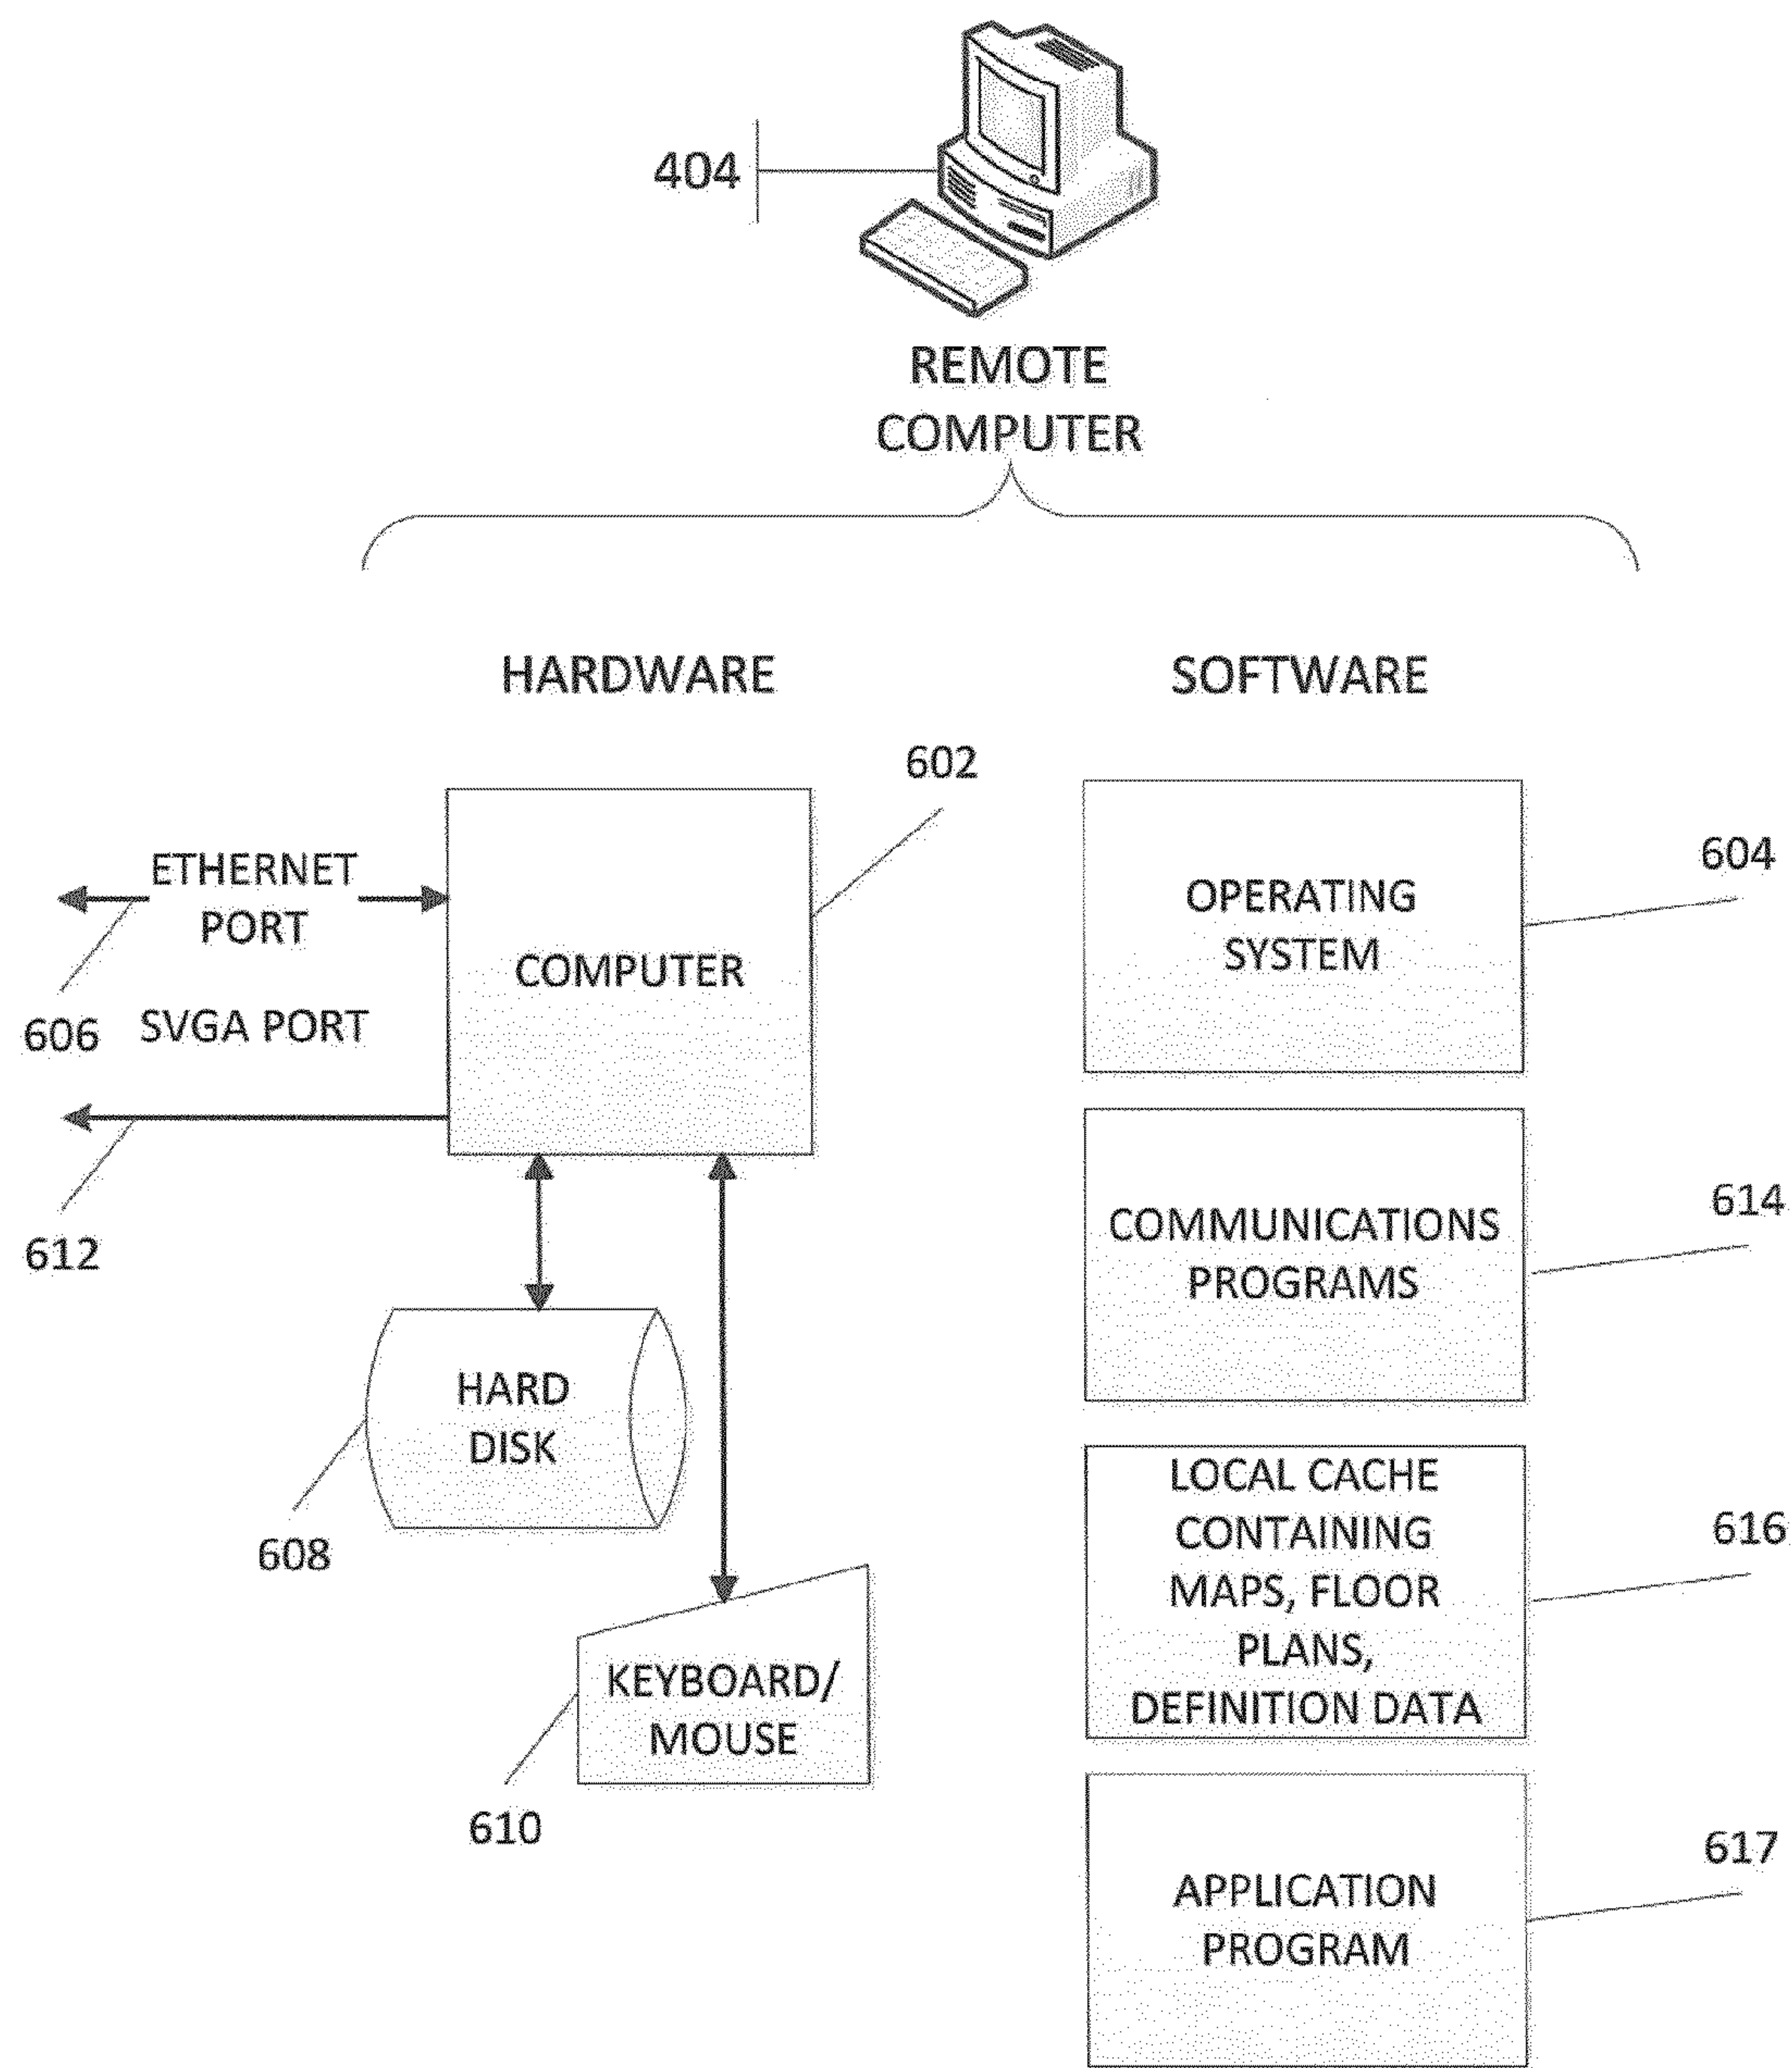 404
REMOTE
COMPUTER
HARDWARE
SOFTWARE
602
ETHERNET
PORT
COMPUTER
606
SVGA PORT
612
HARD
DISK
608
KEYBOARD/
MOUSE
610
OPERATING
SYSTEM
604
COMMUNICATIONS
PROGRAMS
614
LOCAL CACHE
CONTAINING
MAPS, FLOOR
PLANS,
DEFINITION DATA
616
APPLICATION
PROGRAM
617